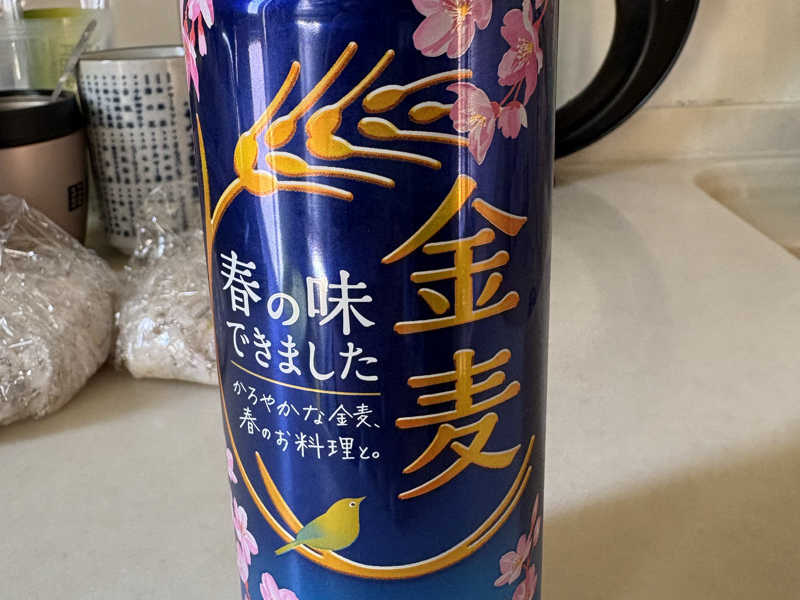 金麦
春の味
できました
かろやかな金麦、
春のお料理と。